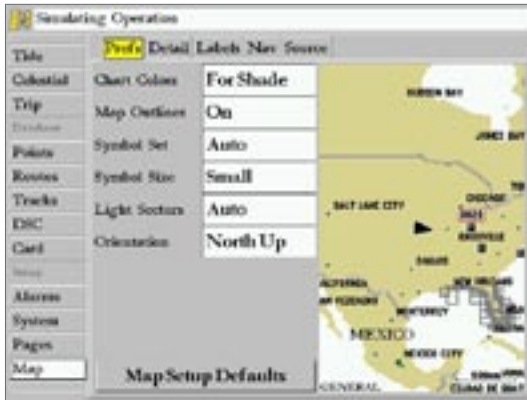 Simulating Operation
Prefs Detail Labels Nav Source
Tide
Celestial
Trip
Points
Routes
Tracks
DSC
Card
Alarms
System
Pages
Map
Chart Colors For Shade
Map Outlines On
Symbol Set Auto
Symbol Size Small
Light Sectors Auto
Orientation North Up
Map Setup Defaults
HUDSON BAY
JAMES BAY
SALT LAKE CITY
CHICAGO
KNOXVILLE
DALLAS
NEW ORLEANS
MONTERREY
MEXICO
MEXICO CITY
GENERAL